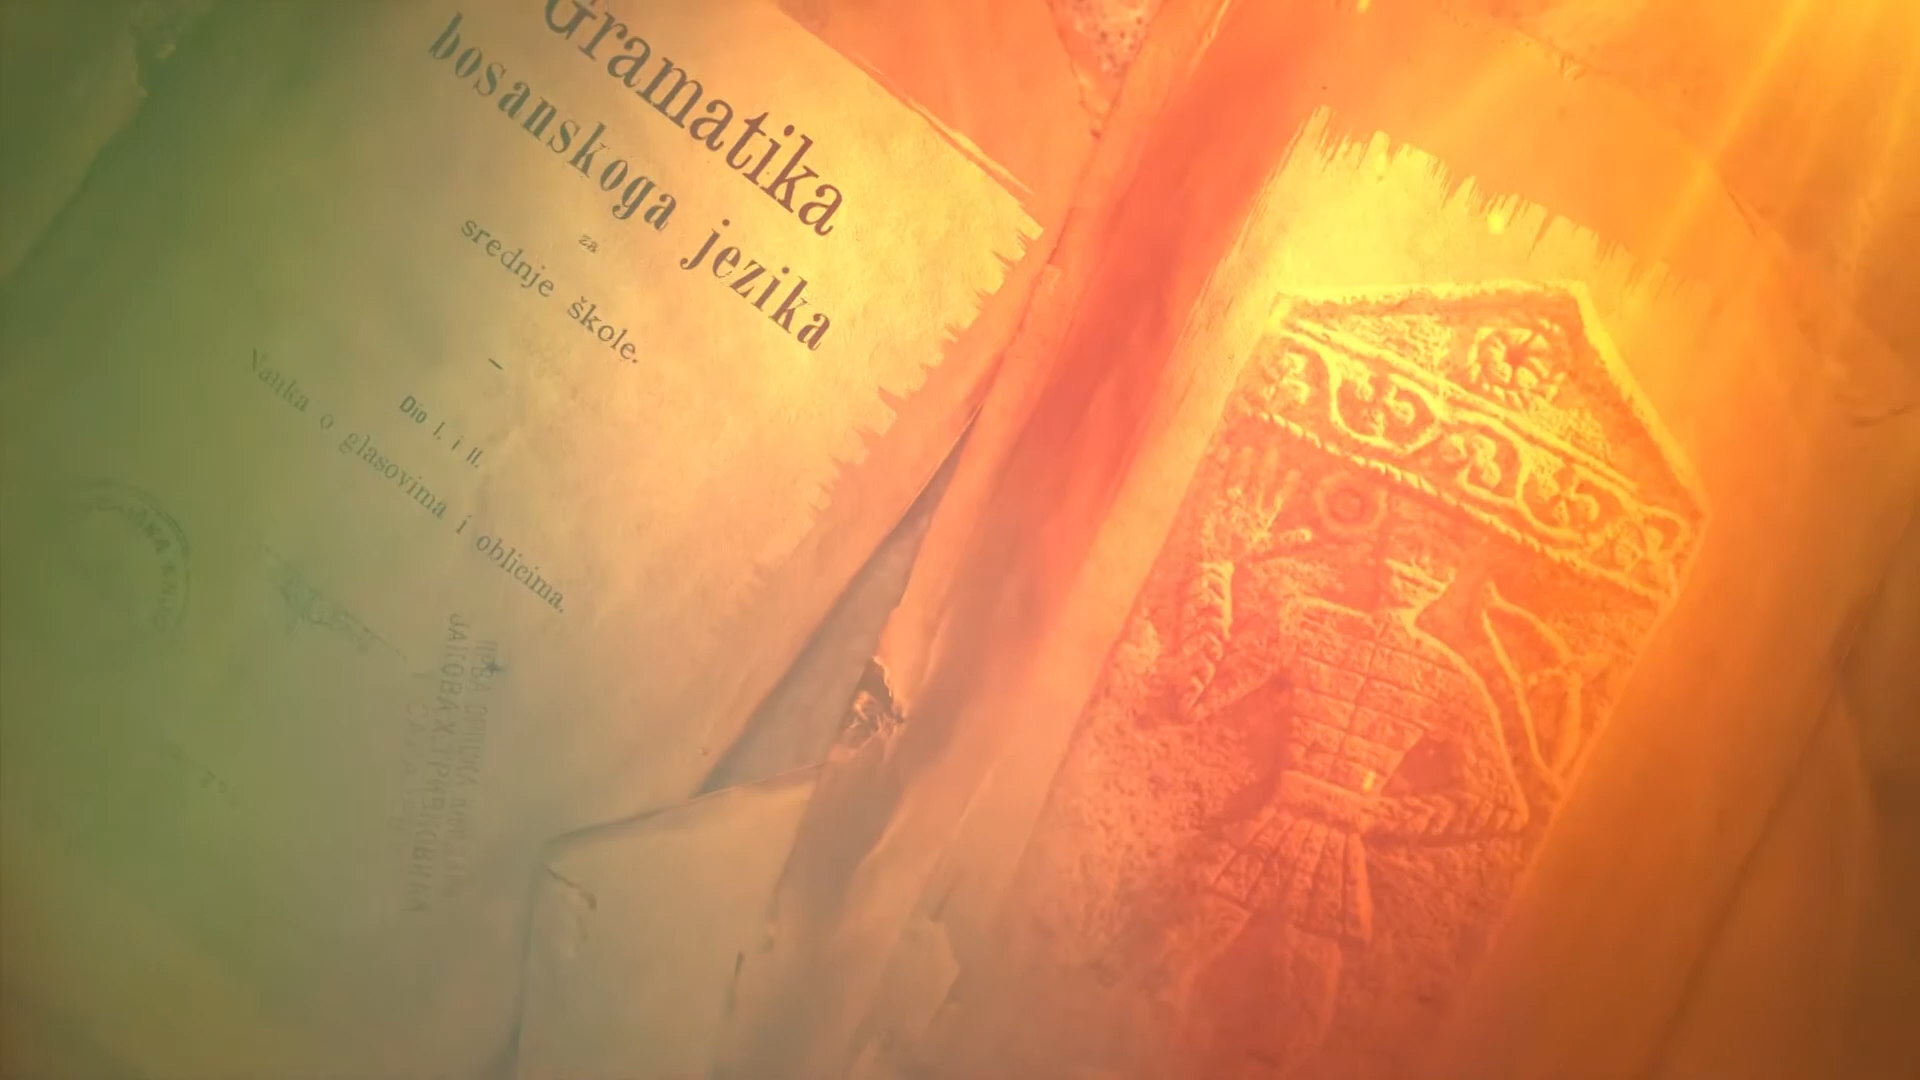 Gramatika
bosanskoga jezika
za
srednje škole.
Dio I. i II.
Nauka o glasovima i oblicima.